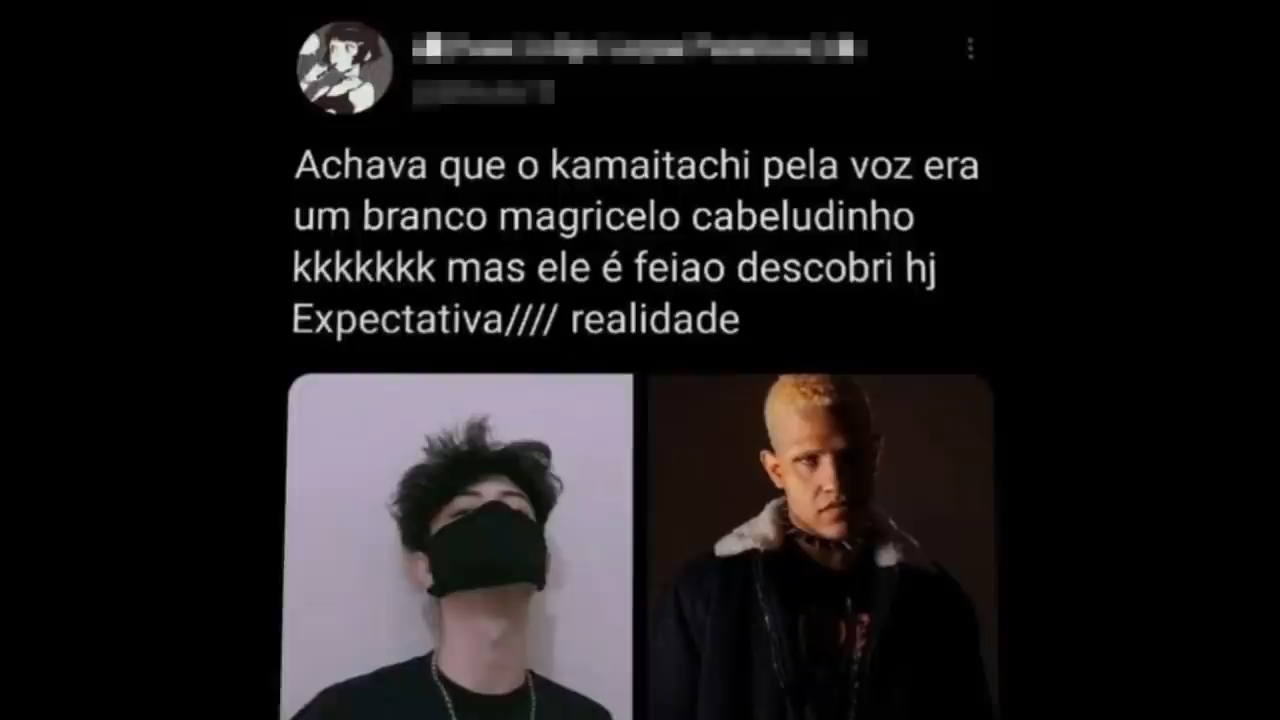 Achava que o kamaitachi pela voz era
um branco magricelo cabeludinho
kkkkkkk mas ele é feiao descobri hj
Expectativa//// realidade